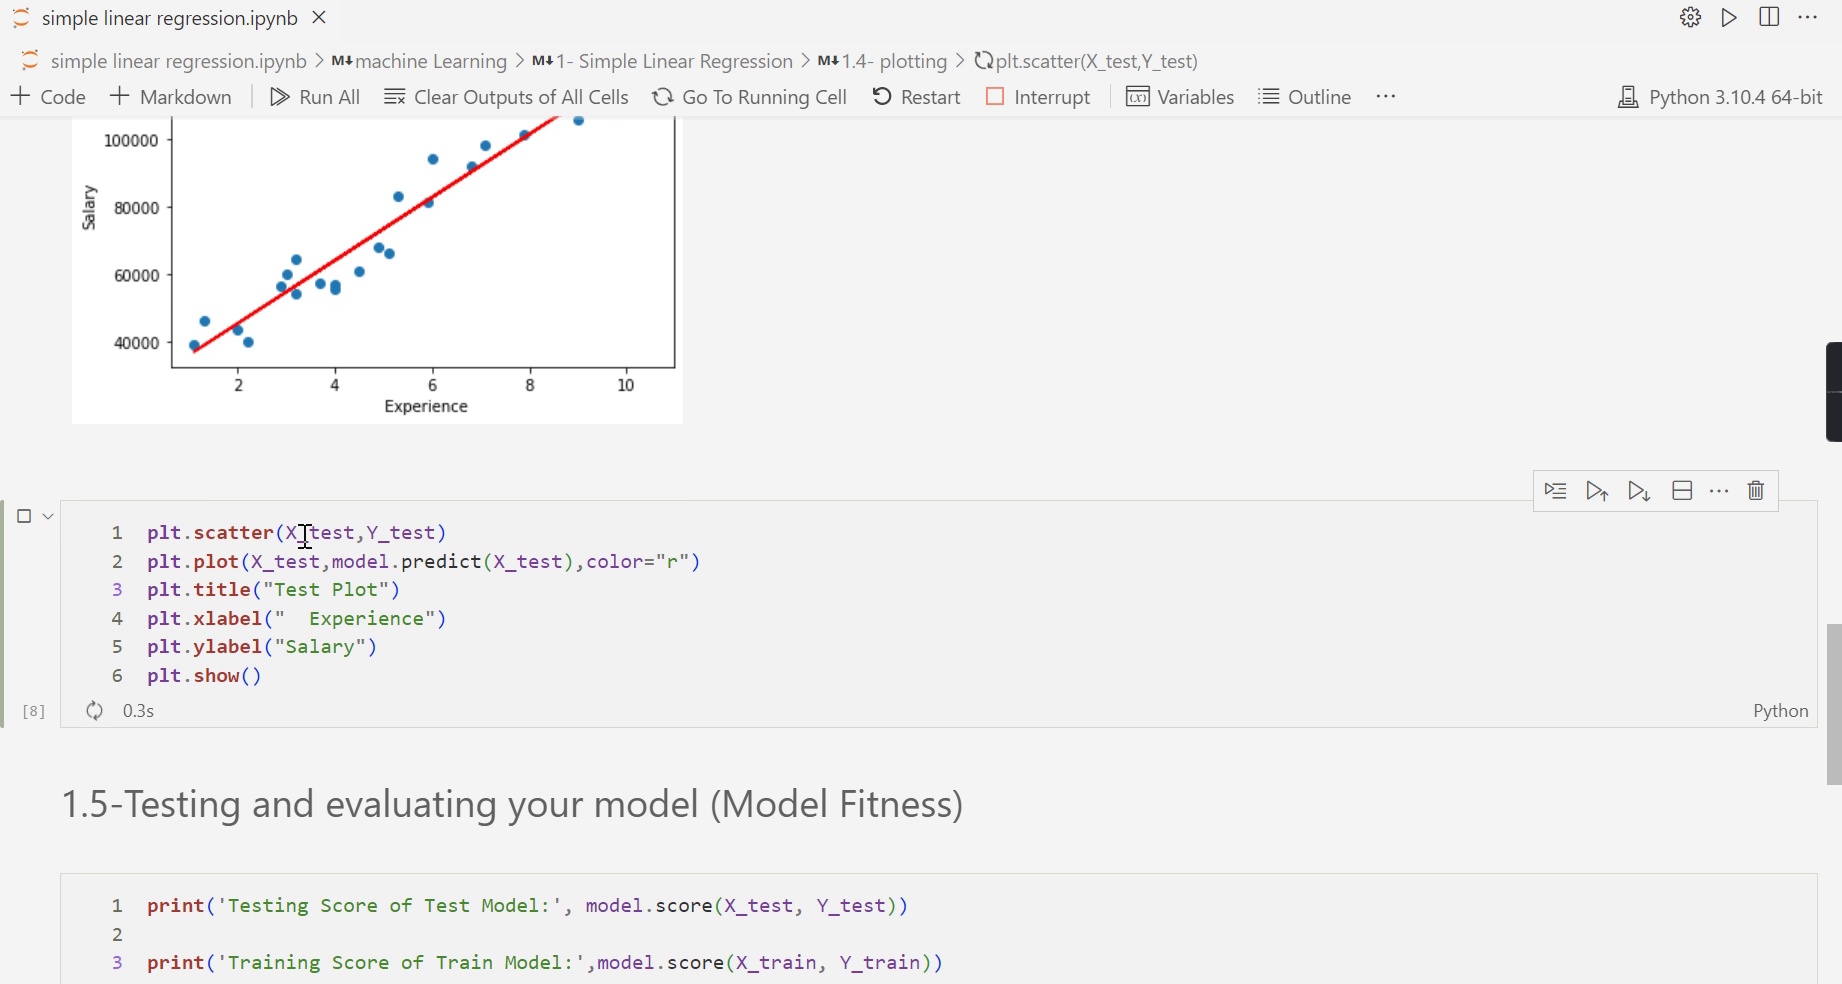 simple linear regression.ipynb
simple linear regression.ipynb > M↓ machine Learning > M↓ 1- Simple Linear Regression > M↓ 1.4- plotting > plt.scatter(X_test,Y_test)
+ Code + Markdown Run All Clear Outputs of All Cells Go To Running Cell Restart Interrupt Variables Outline ... Python 3.10.4 64-bit
100000
80000
60000
40000
Salary
2 4 6 8 10
Experience
1 plt.scatter(X_test,Y_test)
2 plt.plot(X_test,model.predict(X_test),color="r")
3 plt.title("Test Plot")
4 plt.xlabel("  Experience")
5 plt.ylabel("Salary")
6 plt.show()
[8] 0.3s Python
1.5-Testing and evaluating your model (Model Fitness)
1 print('Testing Score of Test Model:', model.score(X_test, Y_test))
2
3 print('Training Score of Train Model:',model.score(X_train, Y_train))